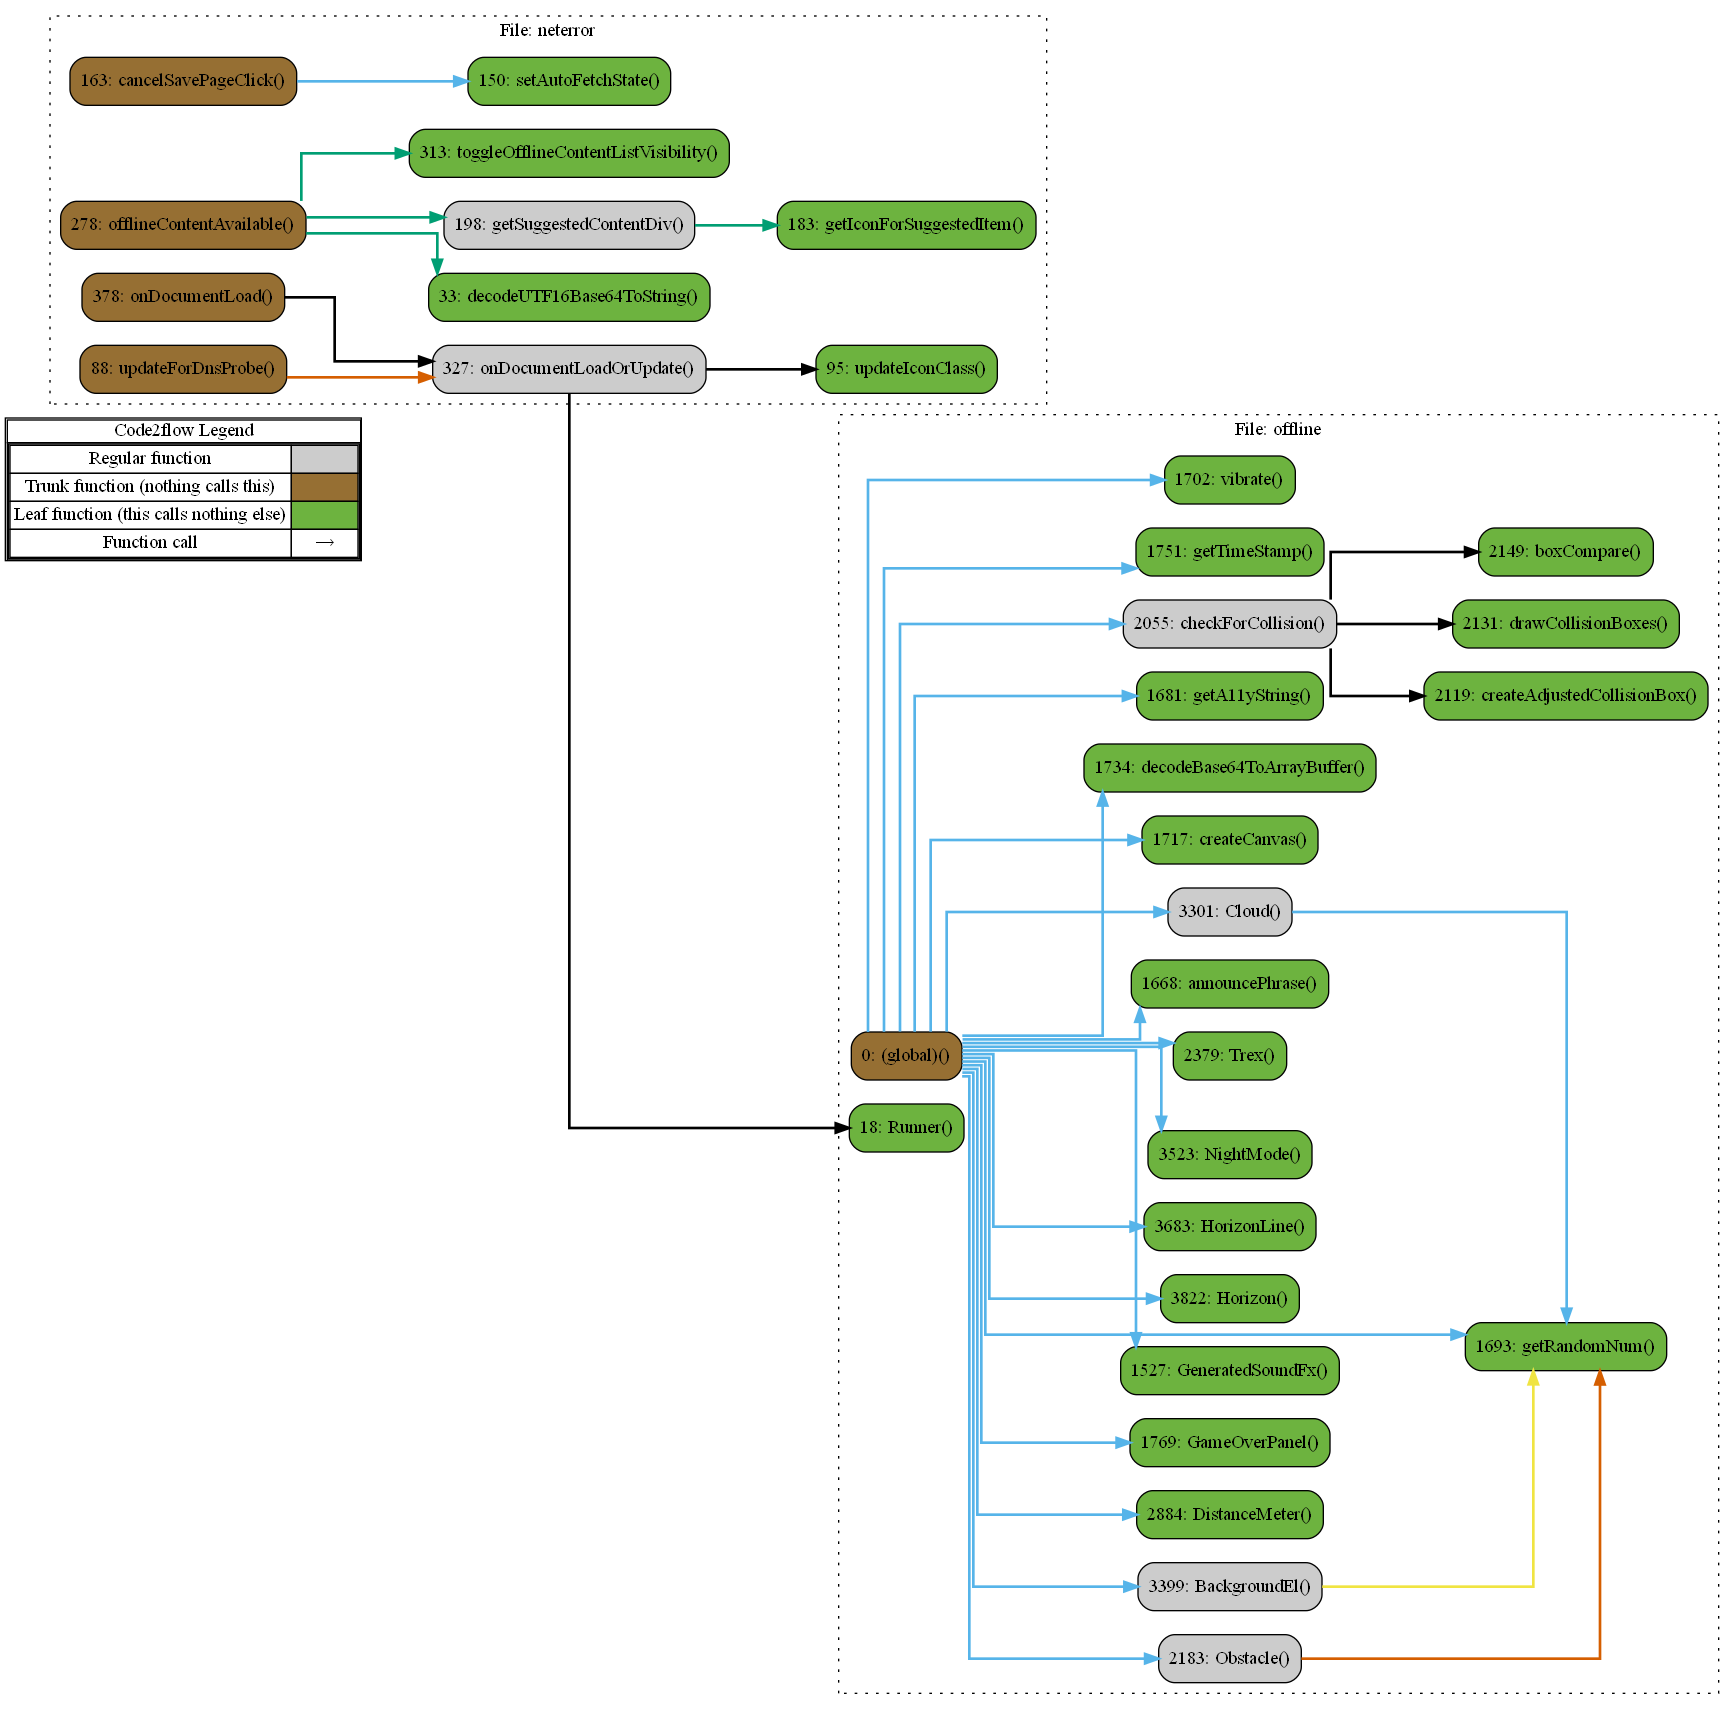 File: neterror
163: cancelSavePageClick()
150: setAutoFetchState()
313: toggleOfflineContentListVisibility()
278: offlineContentAvailable()
198: getSuggestedContentDiv()
183: getIconForSuggestedItem()
378: onDocumentLoad()
33: decodeUTF16Base64ToString()
88: updateForDnsProbe()
327: onDocumentLoadOrUpdate()
95: updateIconClass()
Code2flow Legend
Regular function
Trunk function (nothing calls this)
Leaf function (this calls nothing else)
Function call →
File: offline
1702: vibrate()
1751: getTimeStamp()
2149: boxCompare()
2055: checkForCollision()
2131: drawCollisionBoxes()
1681: getA11yString()
2119: createAdjustedCollisionBox()
1734: decodeBase64ToArrayBuffer()
1717: createCanvas()
3301: Cloud()
1668: announcePhrase()
0: (global)()
2379: Trex()
18: Runner()
3523: NightMode()
3683: HorizonLine()
3822: Horizon()
1693: getRandomNum()
1527: GeneratedSoundFx()
1769: GameOverPanel()
2884: DistanceMeter()
3399: BackgroundEl()
2183: Obstacle()